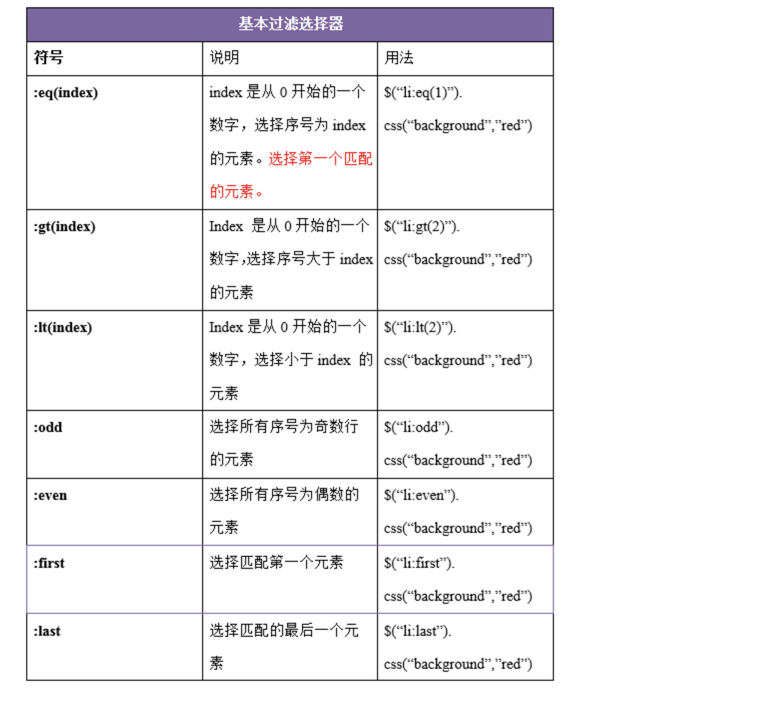 基本过滤选择器
符号 说明 用法
:eq(index) index 是从 0 开始的一个 $(“li:eq(1)”).
数字，选择序号为 index css(“background”,”red”)
的元素。选择第一个匹配
的元素。
:gt(index) Index 是从 0 开始的一个 $(“li:gt(2)”).
数字,选择序号大于 index css(“background”,”red”)
的元素
:lt(index) Index 是从 0 开始的一个 $(“li:lt(2)”).
数字，选择小于 index 的 css(“background”,”red”)
元素
:odd 选择所有序号为奇数行 $(“li:odd”).
的元素 css(“background”,”red”)
:even 选择所有序号为偶数的 $(“li:even”).
元素 css(“background”,”red”)
:first 选择匹配第一个元素 $(“li:first”).
css(“background”,”red”)
:last 选择匹配的最后一个元 $(“li:last”).
素 css(“background”,”red”)